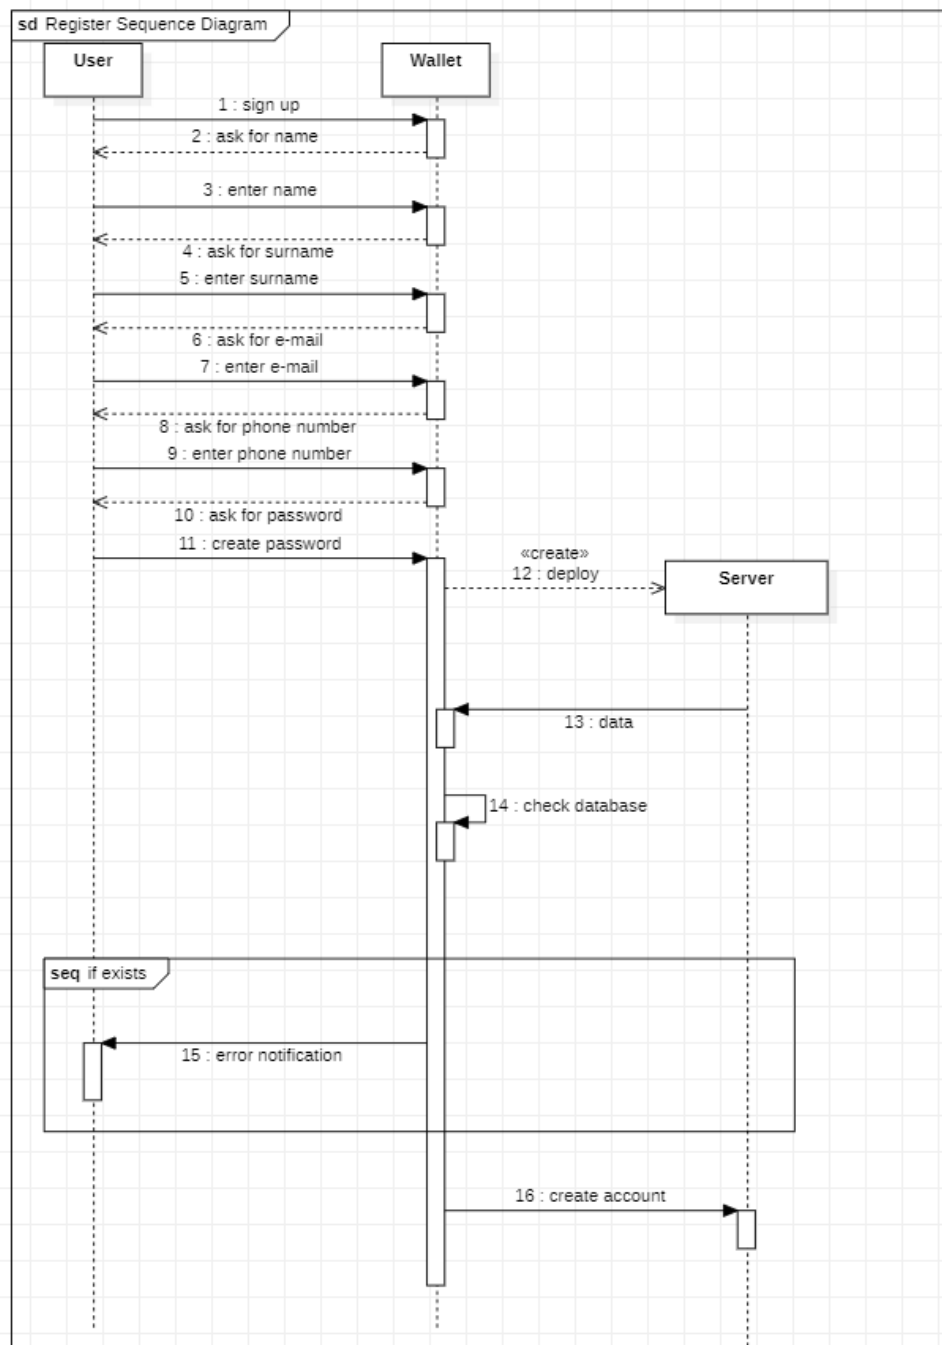 sd Register Sequence Diagram
User
Wallet
1 : sign up
2 : ask for name
3 : enter name
4 : ask for surname
5 : enter surname
6 : ask for e-mail
7 : enter e-mail
8 : ask for phone number
9 : enter phone number
10 : ask for password
11 : create password
«create»
12 : deploy
Server
13 : data
14 : check database
seq if exists
15 : error notification
16 : create account